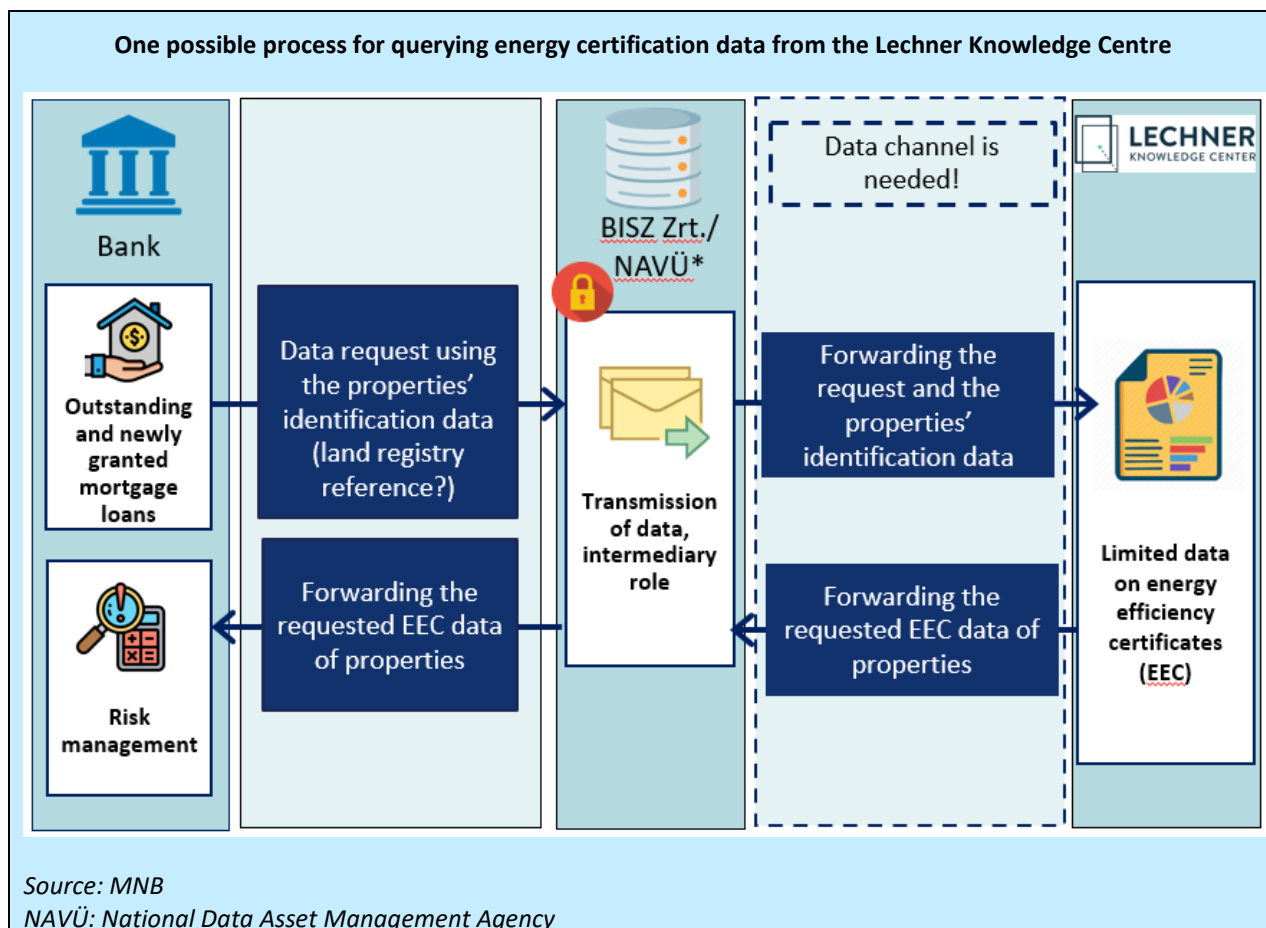 One possible process for querying energy certification data from the Lechner Knowledge Centre
Bank
Outstanding
and newly
granted
mortgage
loans
Risk
management
Data request using
the properties’
identification data
(land registry
reference?)
Forwarding the
requested EEC data
of properties
BISZ Zrt./
NAVÜ*
Transmission
of data,
intermediary
role
Data channel is
needed!
Forwarding the
request and the
properties’
identification data
Forwarding the
requested EEC data of
properties
LECHNER
KNOWLEDGE CENTER
Limited data
on energy
efficiency
certificates
(EEC)
Source: MNB
NAVÜ: National Data Asset Management Agency